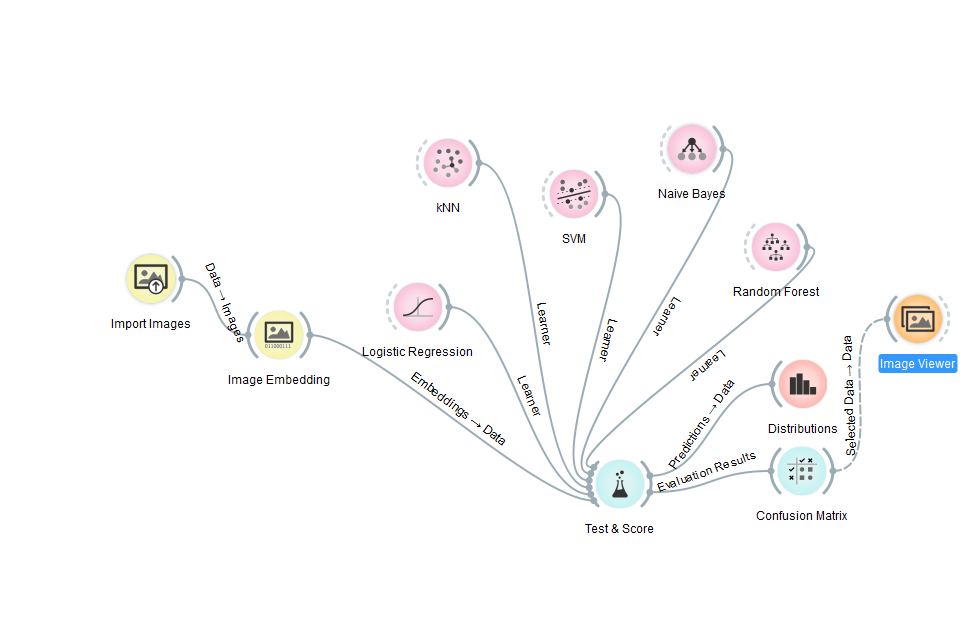 Naive Bayes
kNN
SVM
Random Forest
Data → Images
Import Images
Learner
Learner
Learner
Logistic Regression
Learner
Learner
Image Viewer
Image Embedding
Embeddings → Data
Selected Data → Data
Predictions → Data
Distributions
011000111
Evaluation Results
Confusion Matrix
Test & Score